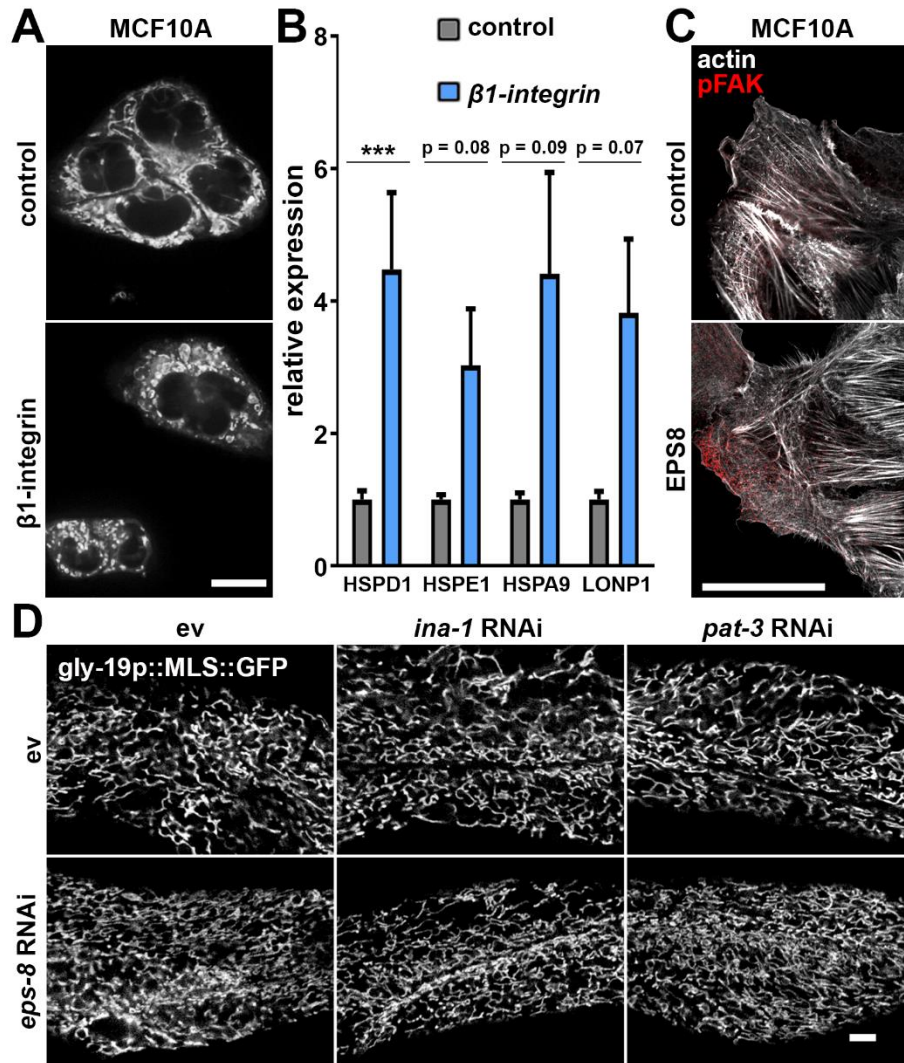 A
MCF10A
control
β1-integrin
B
control
β1-integrin
relative expression
8
6
4
2
0
***
p = 0.08
p = 0.09
p = 0.07
HSPD1
HSPE1
HSPA9
LONP1
C
MCF10A
actin
pFAK
control
EPS8
D
ev
ina-1 RNAi
pat-3 RNAi
gly-19p::MLS::GFP
ev
eps-8 RNAi